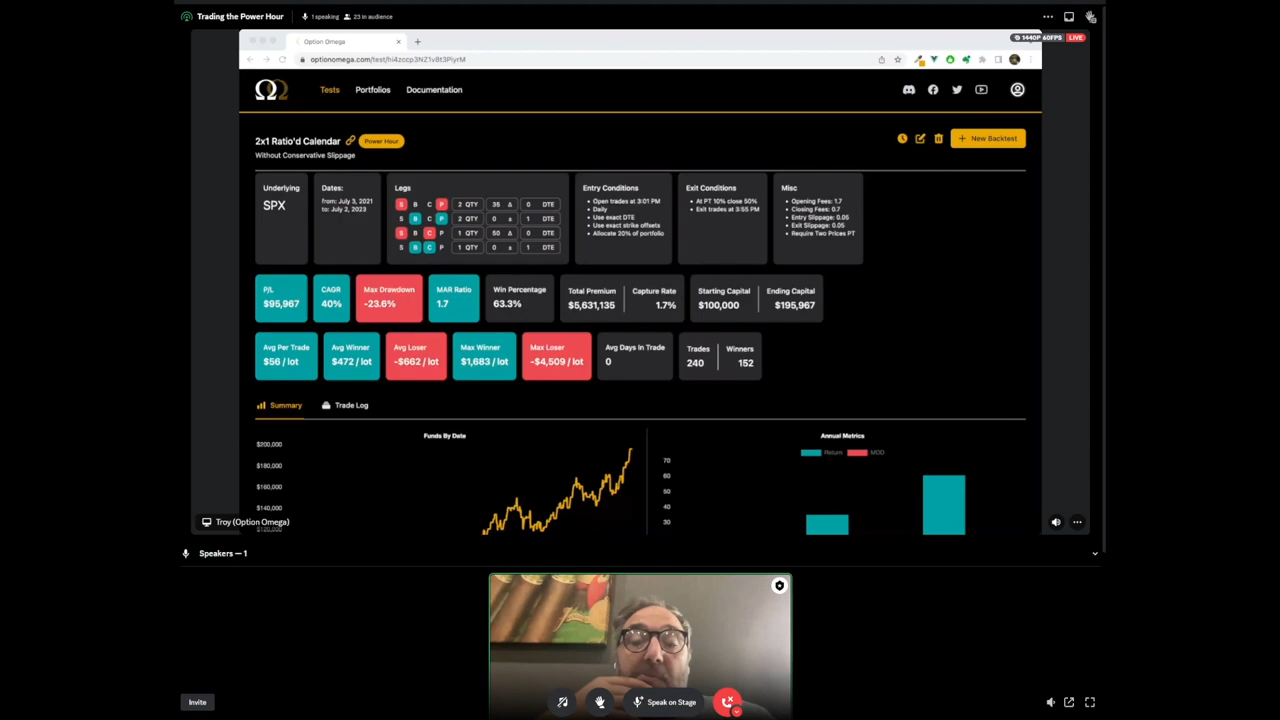 Trading the Power Hour
1 speaking
23 in audience
1440P 60FPS
LIVE
Option Omega
optionomega.com/test/hi4zccp3NZ1v8t3PiyrM
Tests
Portfolios
Documentation
2x1 Ratio'd Calendar
Power Hour
Without Conservative Slippage
New Backtest
Underlying
SPX
Dates:
from: July 3, 2021
to: July 2, 2023
Legs
S B C P 2 QTY 35 Δ 0 DTE
S B C P 2 QTY 0 ± 1 DTE
S B C P 1 QTY 50 Δ 0 DTE
S B C P 1 QTY 0 ± 1 DTE
Entry Conditions
Open trades at 3:01 PM
Daily
Use exact DTE
Use exact strike offsets
Allocate 20% of portfolio
Exit Conditions
At PT 10% close 50%
Exit trades at 3:55 PM
Misc
Opening Fees: 1.7
Closing Fees: 0.7
Entry Slippage: 0.05
Exit Slippage: 0.05
Require Two Prices PT
P/L
$95,967
CAGR
40%
Max Drawdown
-23.6%
MAR Ratio
1.7
Win Percentage
63.3%
Total Premium
$5,631,135
Capture Rate
1.7%
Starting Capital
$100,000
Ending Capital
$195,967
Avg Per Trade
$56 / lot
Avg Winner
$472 / lot
Avg Loser
-$662 / lot
Max Winner
$1,683 / lot
Max Loser
-$4,509 / lot
Avg Days In Trade
0
Trades
240
Winners
152
Summary
Trade Log
Funds By Date
$200,000
$180,000
$160,000
$140,000
$120,000
Annual Metrics
Return
MDD
70
60
50
40
30
Troy (Option Omega)
Speakers — 1
Invite
Speak on Stage